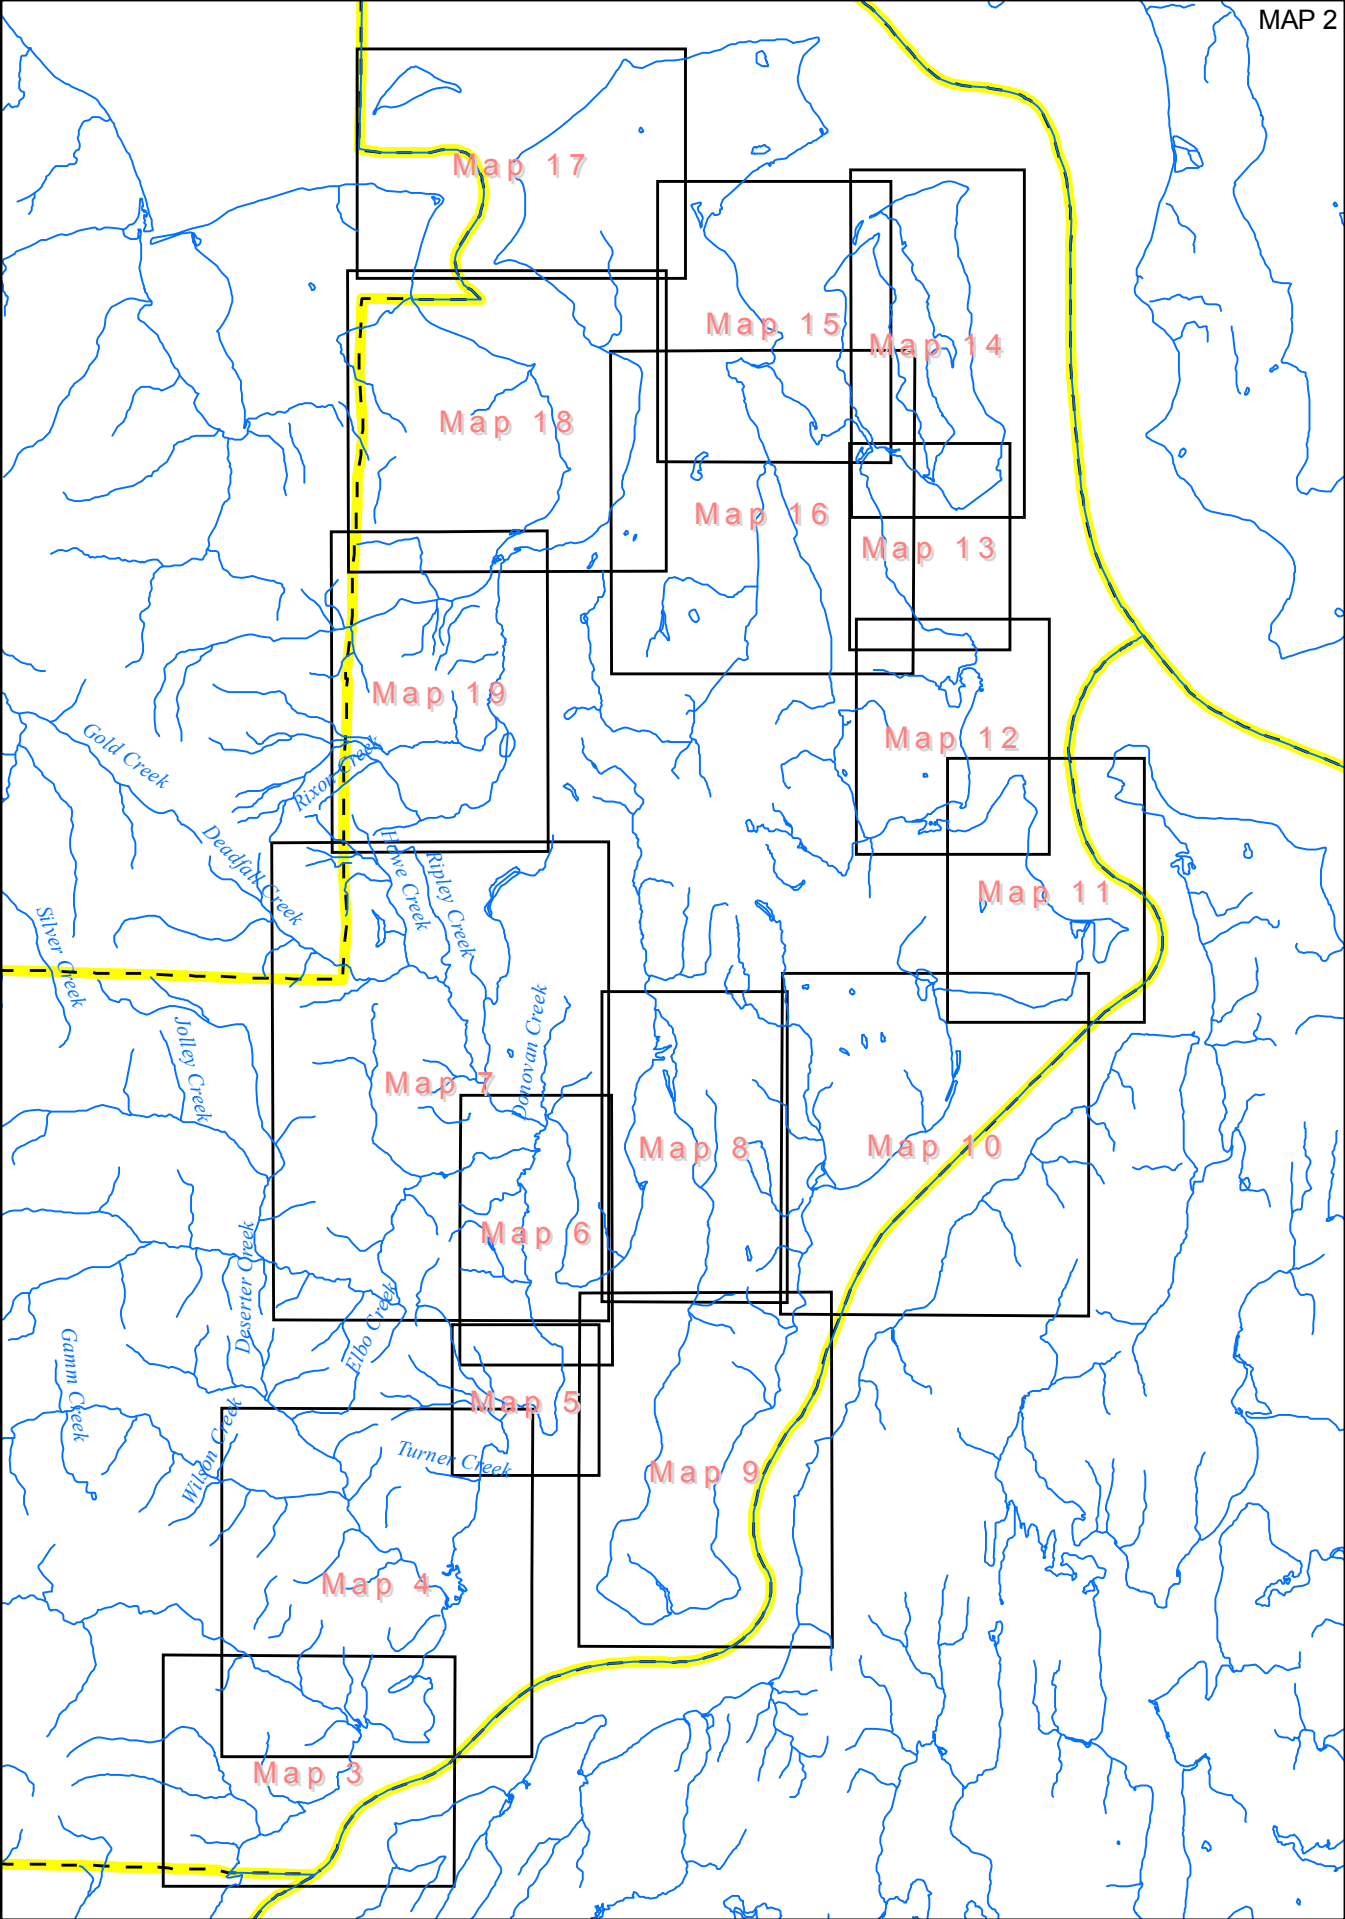 MAP 2
Map 17
Map 15
Map 14
Map 18
Map 16
Map 13
Map 19
Map 12
Gold Creek
Rixon Creek
Deadfall Creek
Howe Creek
Ripley Creek
Map 11
Silver Creek
Jolley Creek
Donovan Creek
Map 7
Map 8
Map 10
Map 6
Deserter Creek
Elbo Creek
Gamm Creek
Map 5
Wilson Creek
Turner Creek
Map 9
Map 4
Map 3